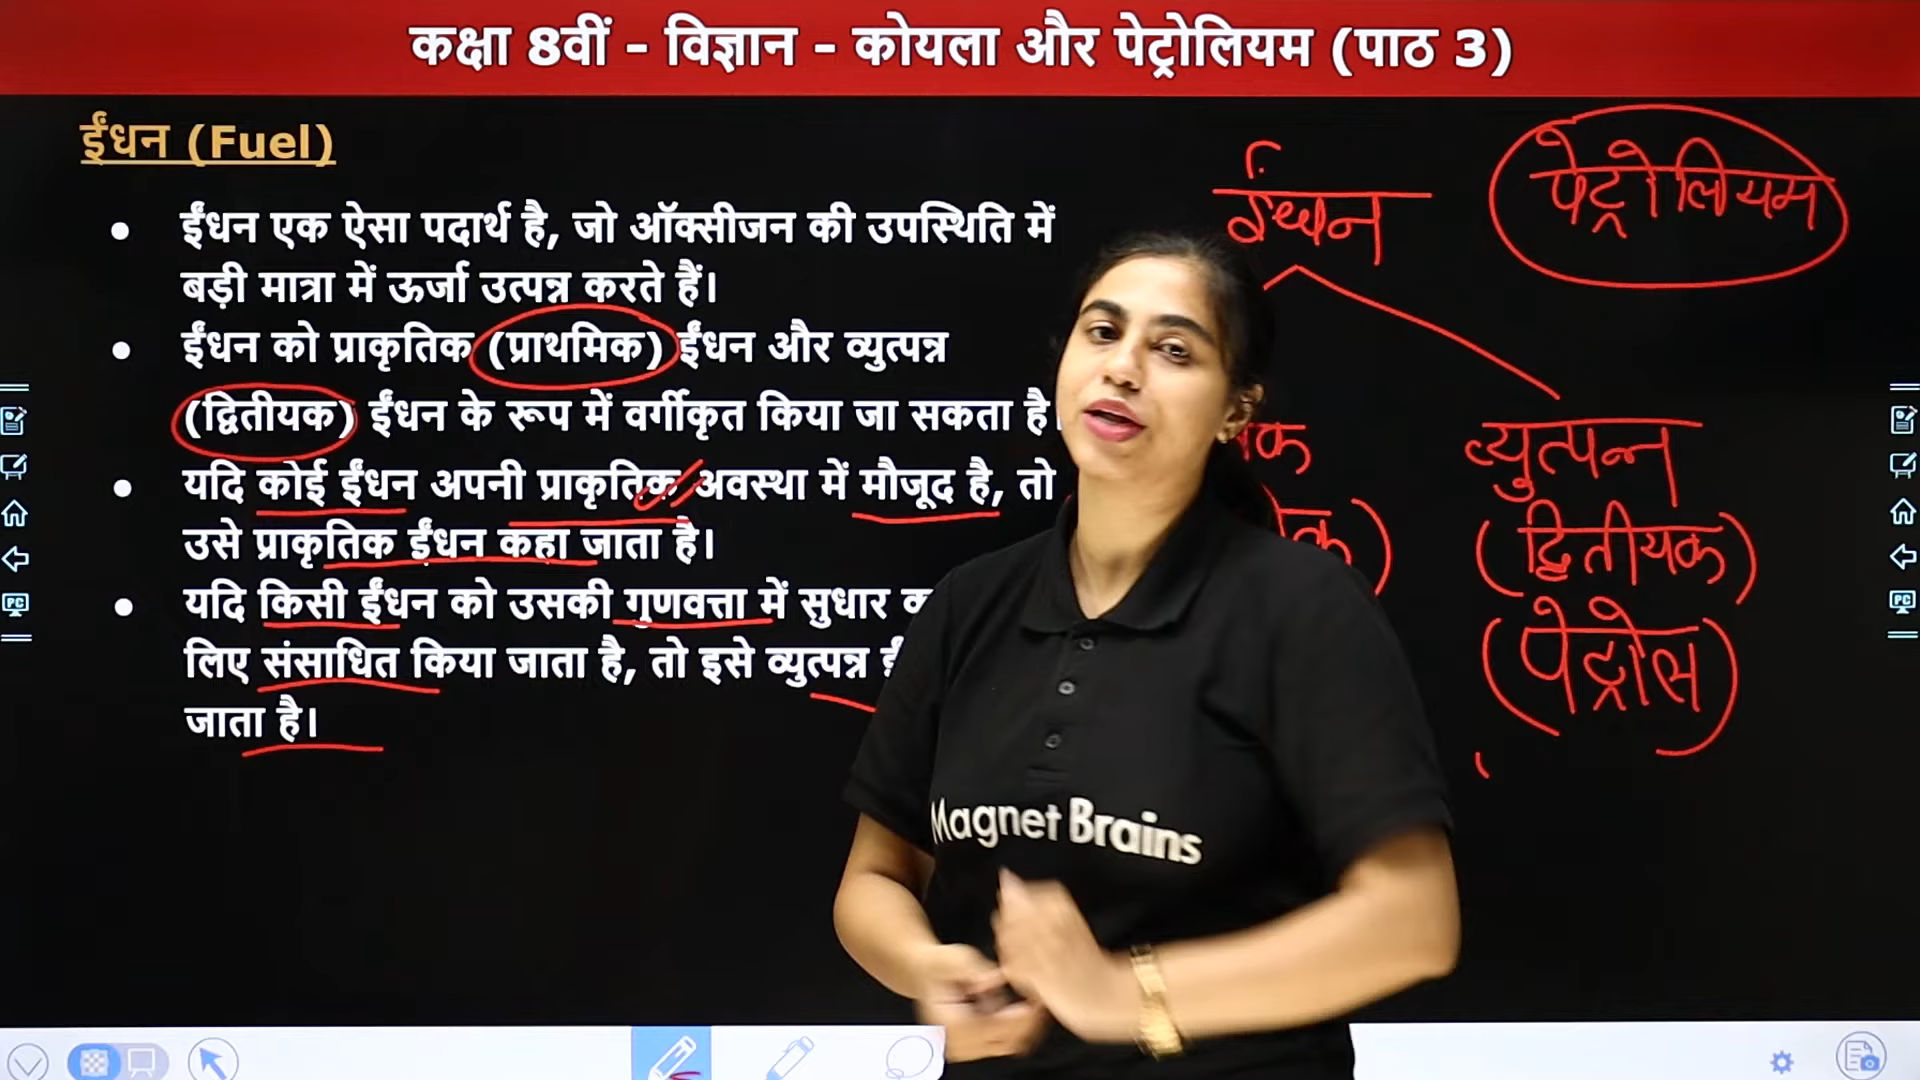 कक्षा 8वीं - विज्ञान - कोयला और पेट्रोलियम (पाठ 3)
ईंधन (Fuel)
ईंधन एक ऐसा पदार्थ है, जो ऑक्सीजन की उपस्थिति में
बड़ी मात्रा में ऊर्जा उत्पन्न करते हैं।
ईंधन को प्राकृतिक (प्राथमिक) ईंधन और व्युत्पन्न
(द्वितीयक) ईंधन के रूप में वर्गीकृत किया जा सकता है।
यदि कोई ईंधन अपनी प्राकृतिक अवस्था में मौजूद है, तो
उसे प्राकृतिक ईंधन कहा जाता है।
यदि किसी ईंधन को उसकी गुणवत्ता में सुधार
लिए संसाधित किया जाता है, तो इसे व्युत्पन्न
जाता है।
ईंधन
पेट्रोलियम
व्युत्पन्न
(द्वितीयक)
(पेट्रोल)
Magnet Brains
PC
PC